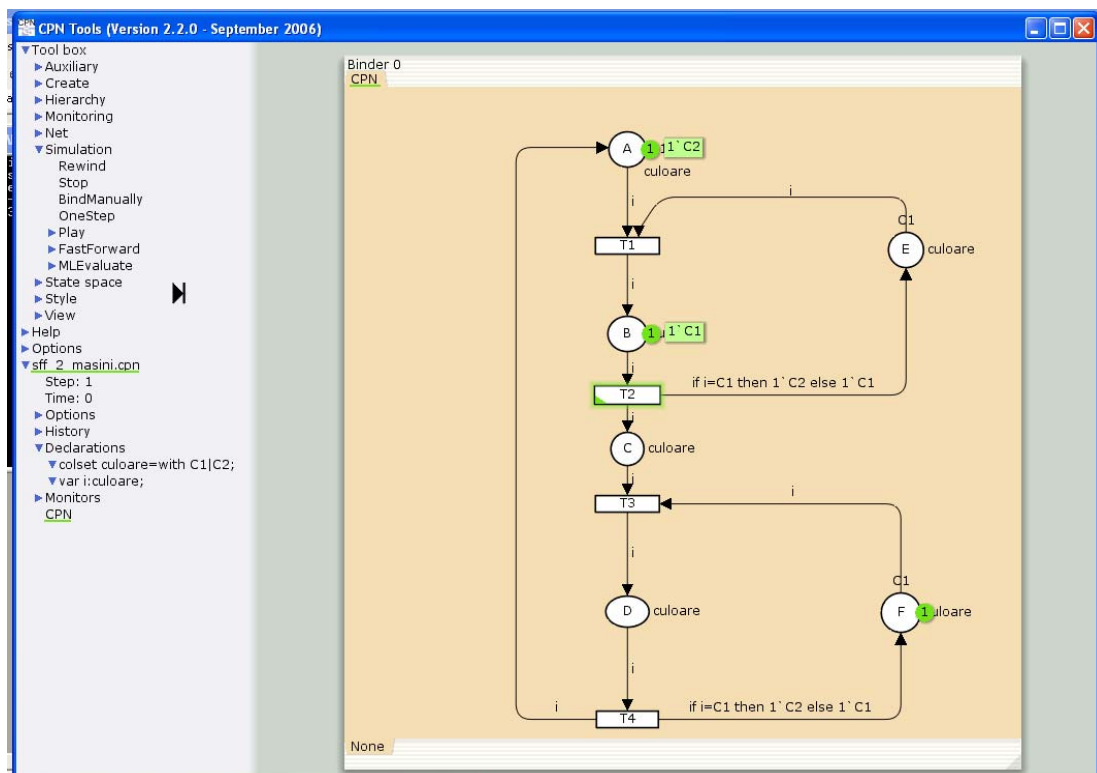 CPN Tools (Version 2.2.0 - September 2006)
Tool box
Auxiliary
Create
Hierarchy
Monitoring
Net
Simulation
Rewind
Stop
BindManually
OneStep
Play
FastForward
MLEvaluate
State space
Style
View
Help
Options
sff_2_masini.cpn
Step: 1
Time: 0
Options
History
Declarations
colset culoare=with C1|C2;
var i:culoare;
Monitors
CPN
Binder 0
CPN
A 1 1`C2
culoare
i
i
T1
C1
E culoare
i
B 1 1`C1
i
if i=C1 then 1`C2 else 1`C1
T2
i
C culoare
i
i
T3
i
C1
D culoare
F 1
i
i
if i=C1 then 1`C2 else 1`C1
T4
None